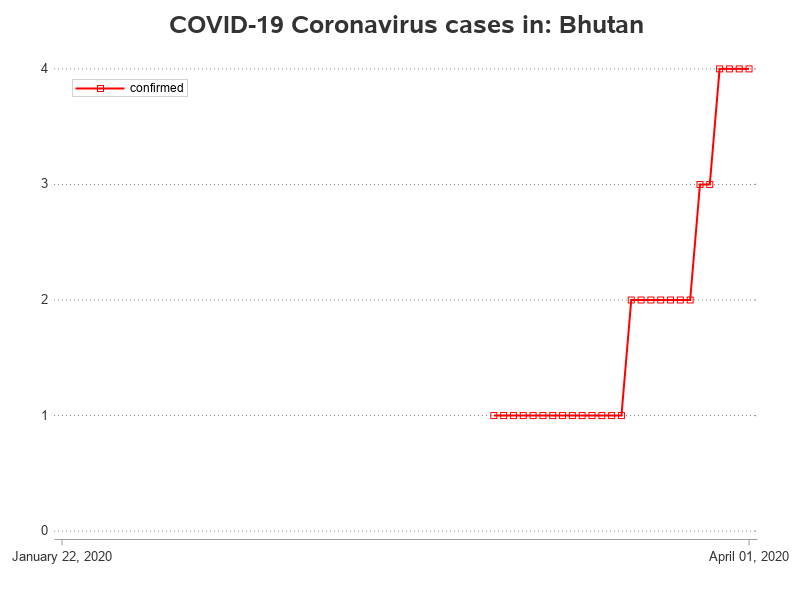 COVID-19 Coronavirus cases in: Bhutan
4
confirmed
3
2
1
0
January 22, 2020
April 01, 2020